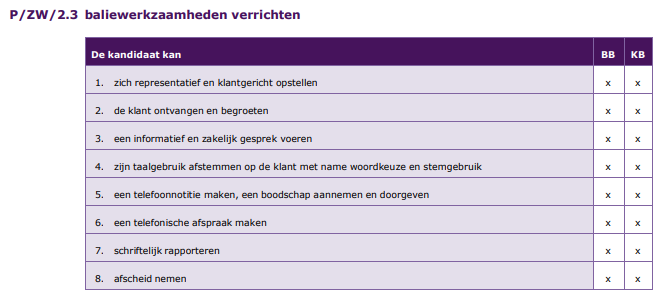 P/ZW/2.3 baliewerkzaamheden verrichten
De kandidaat kan BB KB
1. zich representatief en klantgericht opstellen x x
2. de klant ontvangen en begroeten x x
3. een informatief en zakelijk gesprek voeren x x
4. zijn taalgebruik afstemmen op de klant met name woordkeuze en stemgebruik x x
5. een telefoonnotitie maken, een boodschap aannemen en doorgeven x x
6. een telefonische afspraak maken x x
7. schriftelijk rapporteren x x
8. afscheid nemen x x